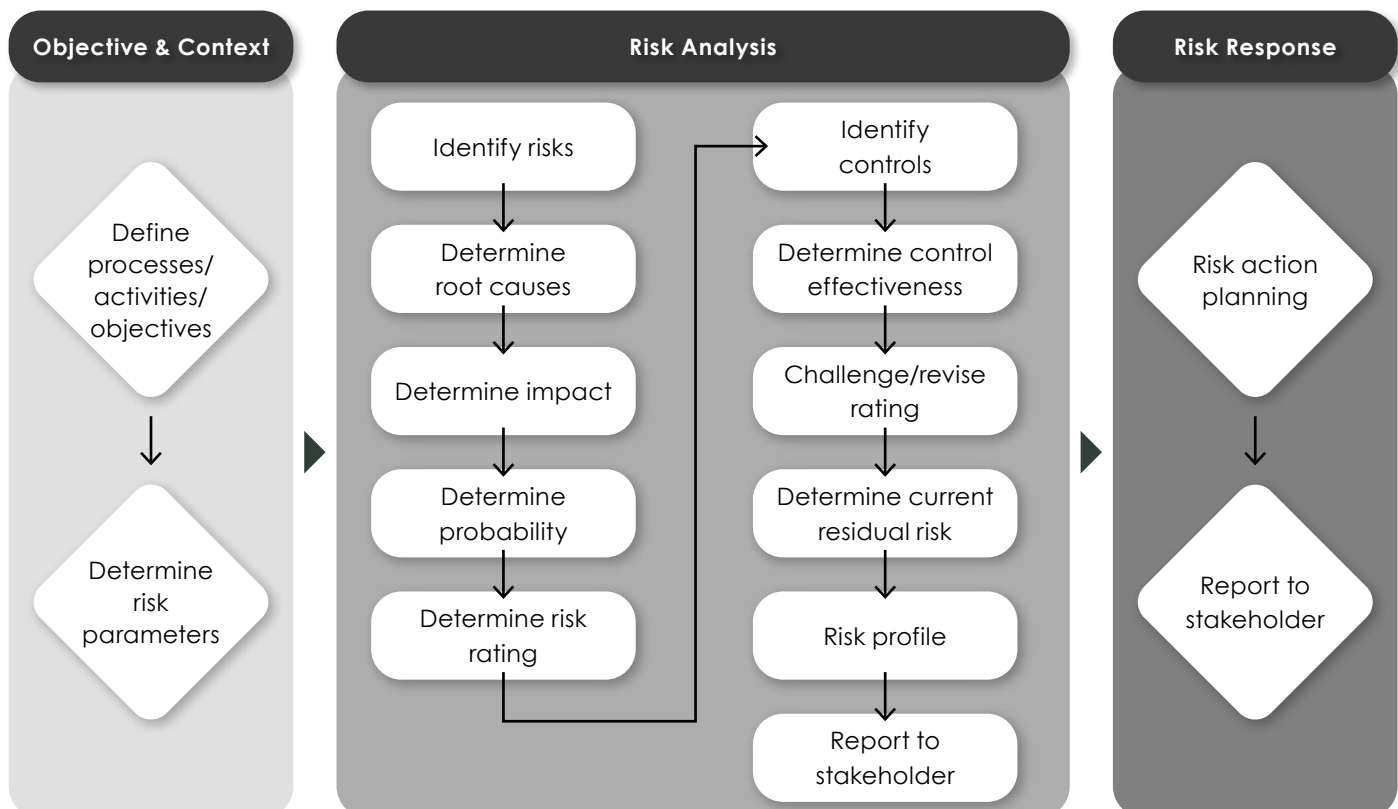 Objective & Context
Define
processes/
activities/
objectives
Determine
risk
parameters
Risk Analysis
Identify risks
Determine
root causes
Determine impact
Determine
probability
Determine risk
rating
Identify
controls
Determine control
effectiveness
Challenge/revise
rating
Determine current
residual risk
Risk profile
Report to
stakeholder
Risk Response
Risk action
planning
Report to
stakeholder